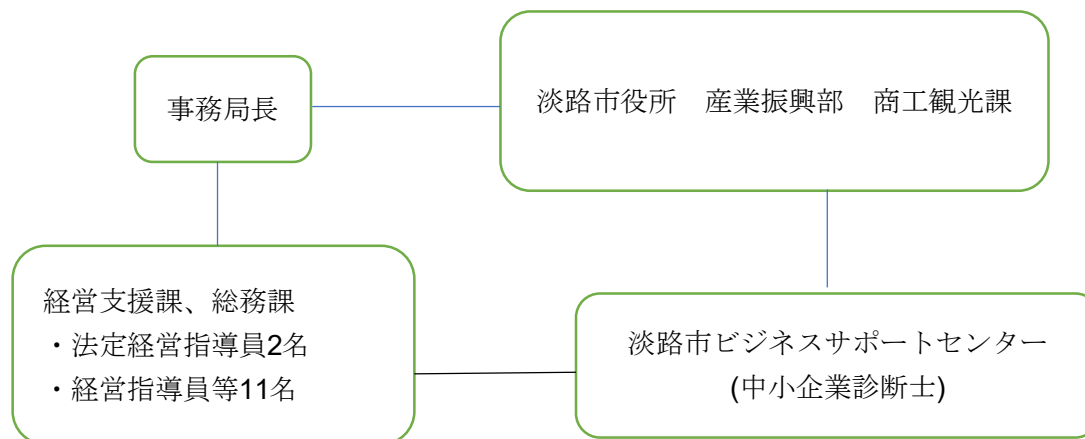 事務局長
淡路市役所　産業振興部　商工観光課
経営支援課、総務課
・法定経営指導員2名
・経営指導員等11名
淡路市ビジネスサポートセンター
(中小企業診断士)